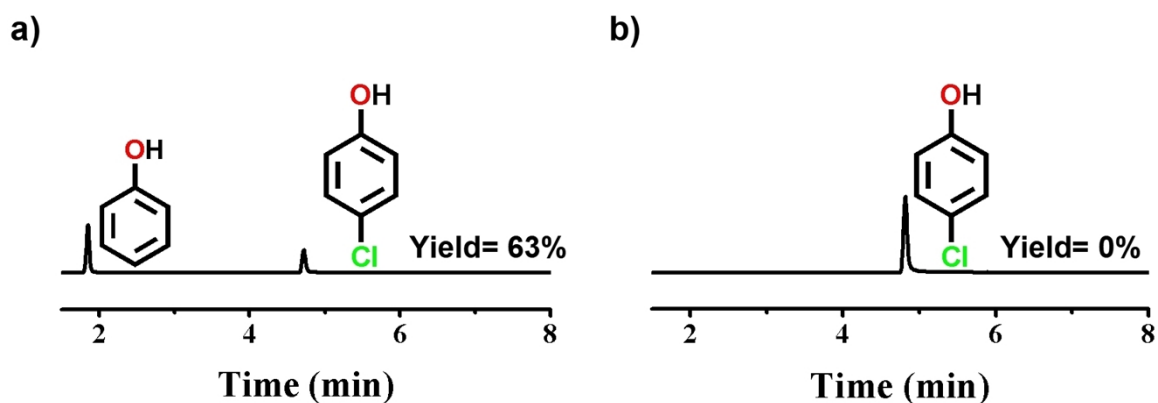 a)
OH
OH
Cl
Yield= 63%
2
4
6
8
Time (min)
b)
OH
Cl
Yield= 0%
2
4
6
8
Time (min)